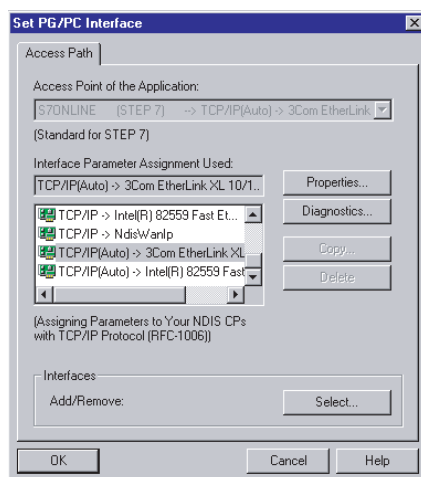 Set PG/PC Interface
Access Path
Access Point of the Application:
S7ONLINE (STEP 7) --> TCP/IP(Auto) -> 3Com EtherLink
(Standard for STEP 7)
Interface Parameter Assignment Used:
TCP/IP(Auto) -> 3Com EtherLink XL 10/1..
Properties...
TCP/IP -> Intel(R) 82559 Fast Et...
Diagnostics...
TCP/IP -> NdisWanIp
TCP/IP(Auto) -> 3Com EtherLink XL
Copy...
TCP/IP(Auto) -> Intel(R) 82559 Fast
Delete
(Assigning Parameters to Your NDIS CPs
with TCP/IP Protocol (RFC-1006))
Interfaces
Add/Remove:
Select...
OK
Cancel
Help